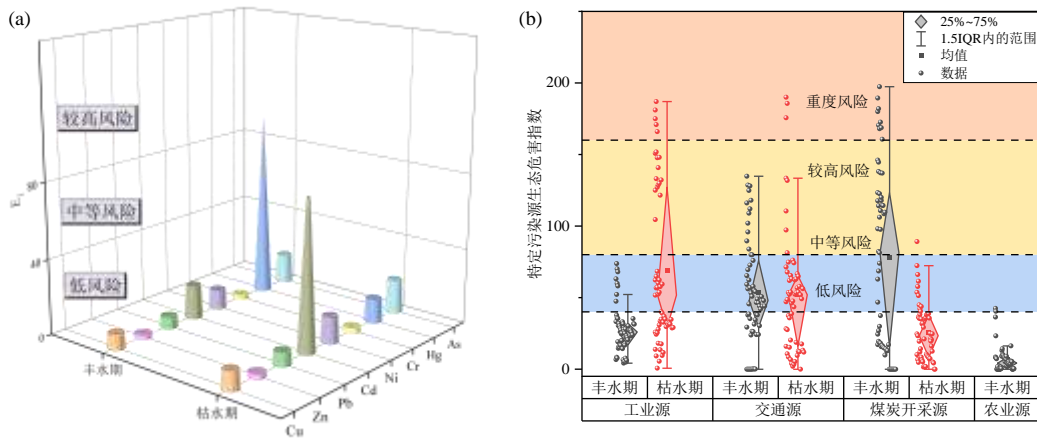 (a)
较高风险
中等风险
低风险
E_i
80
40
0
丰水期
枯水期
Cu
Zn
Pb
Cd
Ni
Cr
Hg
As
(b)
特定污染源生态危害指数
200
100
0
25%~75%
1.5IQR内的范围
均值
数据
重度风险
较高风险
中等风险
低风险
丰水期 枯水期 丰水期 枯水期 丰水期 枯水期 丰水期
工业源 交通源 煤炭开采源 农业源